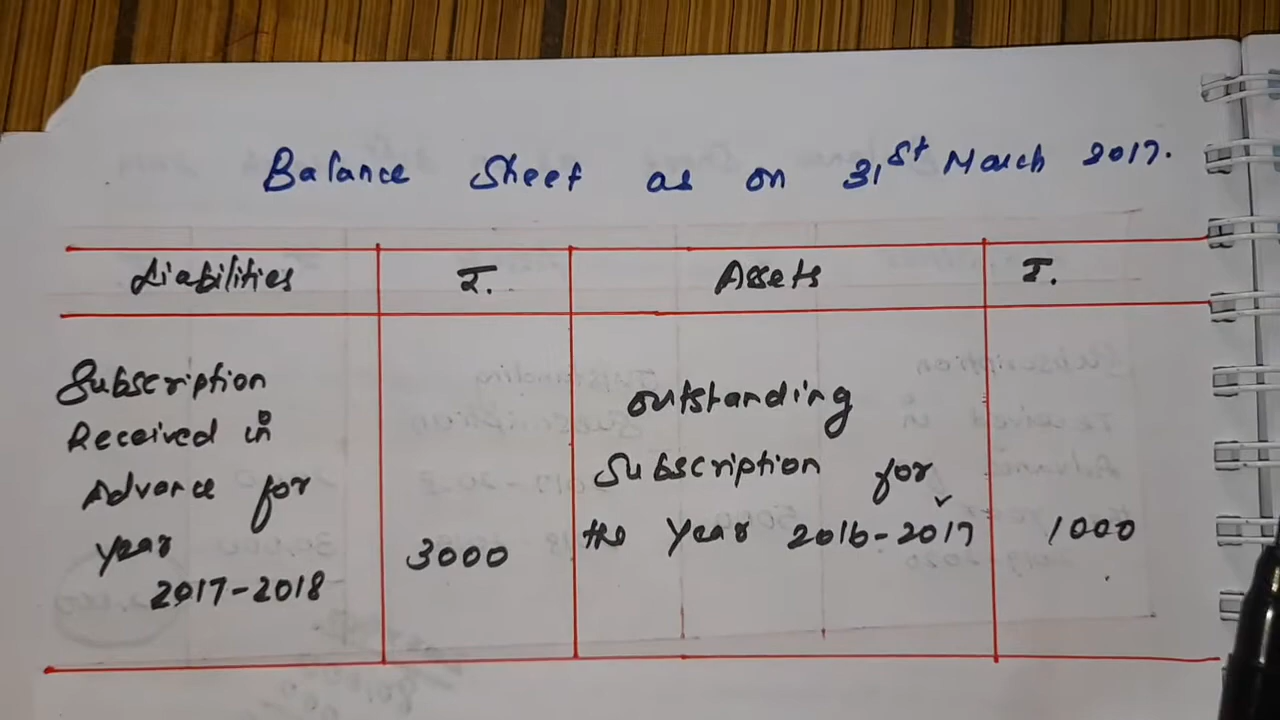 Balance Sheet as on 31st March 2017.
Liabilities ₹. Assets ₹.
Subscription
Received in
Advance for
year
2017-2018 3000
outstanding
Subscription for
the year 2016-2017 1000